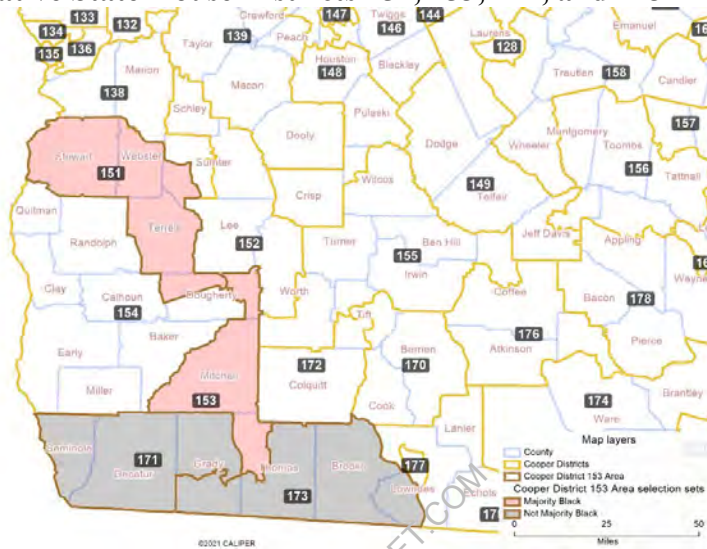 133
132
Crawford
147
Twiggs
144
Emanuel
134
139
Peach
146
Laurens
135
136
Taylor
Houston
128
Marion
148
Bleckley
Treutlen
158
Candler
138
Macon
Schley
Pulaski
157
Dooly
Dodge
Wheeler
Montgomery
Toombs
Stewart
Webster
Sumter
151
156
Tattnall
Wilcox
149
Crisp
Telfair
Quitman
Terrell
Lee
Jeff Davis
Appling
Randolph
152
Turner
Ben Hill
155
Wayne
Irwin
Clay
Dougherty
Worth
Coffee
Bacon
178
Calhoun
154
Tift
176
Baker
Pierce
Early
Berrien
Atkinson
Mitchell
172
170
Miller
Colquitt
174
Brantley
153
Cook
Ware
Lanier
Map layers
Seminole
County
171
Grady
Thomas
Brooks
177
Cooper Districts
Decatur
Cooper District 153 Area
Lowndes
Echols
Cooper District 153 Area selection sets
173
Majority Black
Not Majority Black
0 25 50
Miles
©2021 CALIPER